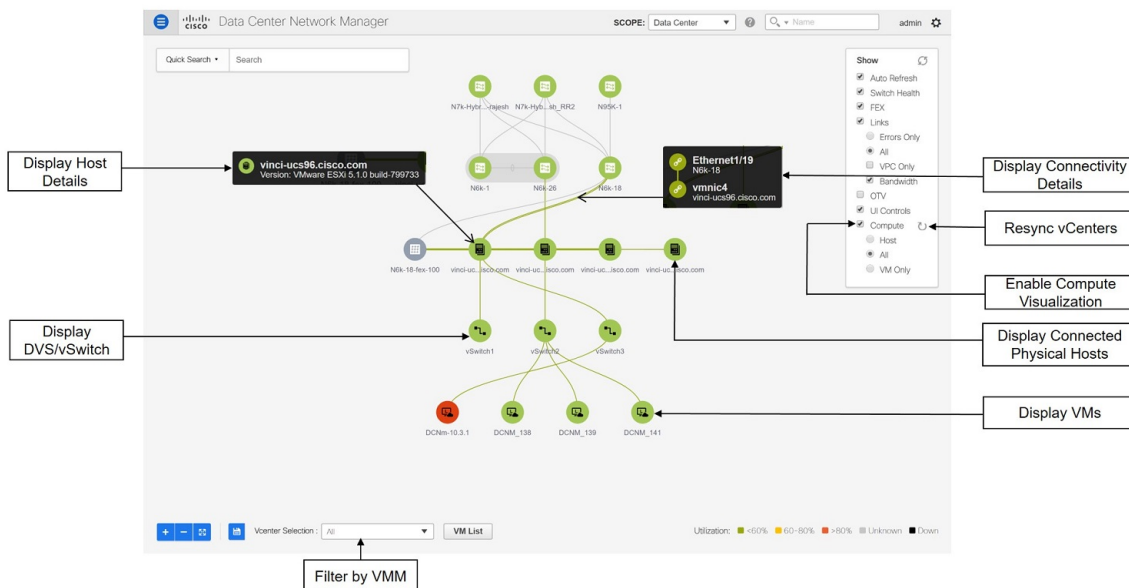 CISCO Data Center Network Manager
SCOPE: Data Center
Name
admin
Quick Search
Search
Show
Auto Refresh
Switch Health
FEX
Links
Errors Only
All
VPC Only
Bandwidth
OTV
UI Controls
Compute
Host
All
VM Only
N7k-Hybr...-rajesh
N7k-Hyb...sh_RR2
N95K-1
Display Host
Details
vinci-ucs96.cisco.com
Version: VMware ESXi 5.1.0 build-799733
Ethernet1/19
N6k-18
vmnic4
vinci-ucs96.cisco.com
Display Connectivity
Details
N6k-1
N6k-26
N6k-18
Resync vCenters
N6k-18-fex-100
vinci-uc...isco.com
vinci-uc...isco.com
vinci-uc...isco.com
vinci-uc...isco.com
Enable Compute
Visualization
Display
DVS/vSwitch
vSwitch1
vSwitch2
vSwitch3
Display Connected
Physical Hosts
DCNm-10.3.1
DCNM_138
DCNM_139
DCNM_141
Display VMs
Vcenter Selection :
All
VM List
Utilization: <60% 60-80% >80% Unknown Down
Filter by VMM